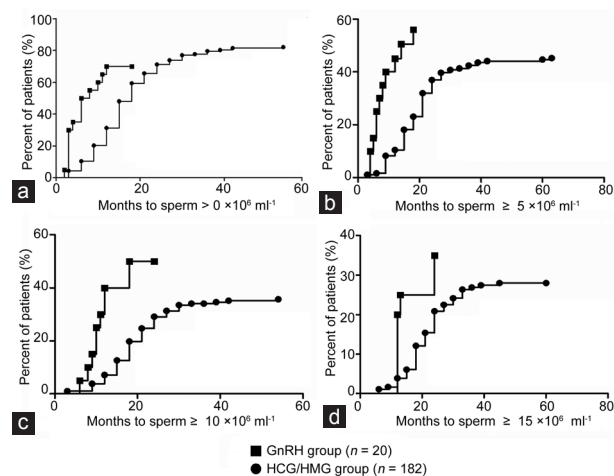 Percent of patients (%)
100
80
60
40
20
0
0 20 40 60
a
Months to sperm > 0 ×10⁶ ml⁻¹
Percent of patients (%)
60
40
20
0
0 20 40 60 80
b
Months to sperm ≥ 5 ×10⁶ ml⁻¹
Percent of patients (%)
60
40
20
0
0 20 40 60
c
Months to sperm ≥ 10 ×10⁶ ml⁻¹
Percent of patients (%)
40
30
20
10
0
0 20 40 60 80
d
Months to sperm ≥ 15 ×10⁶ ml⁻¹
■ GnRH group (n = 20)
● HCG/HMG group (n = 182)